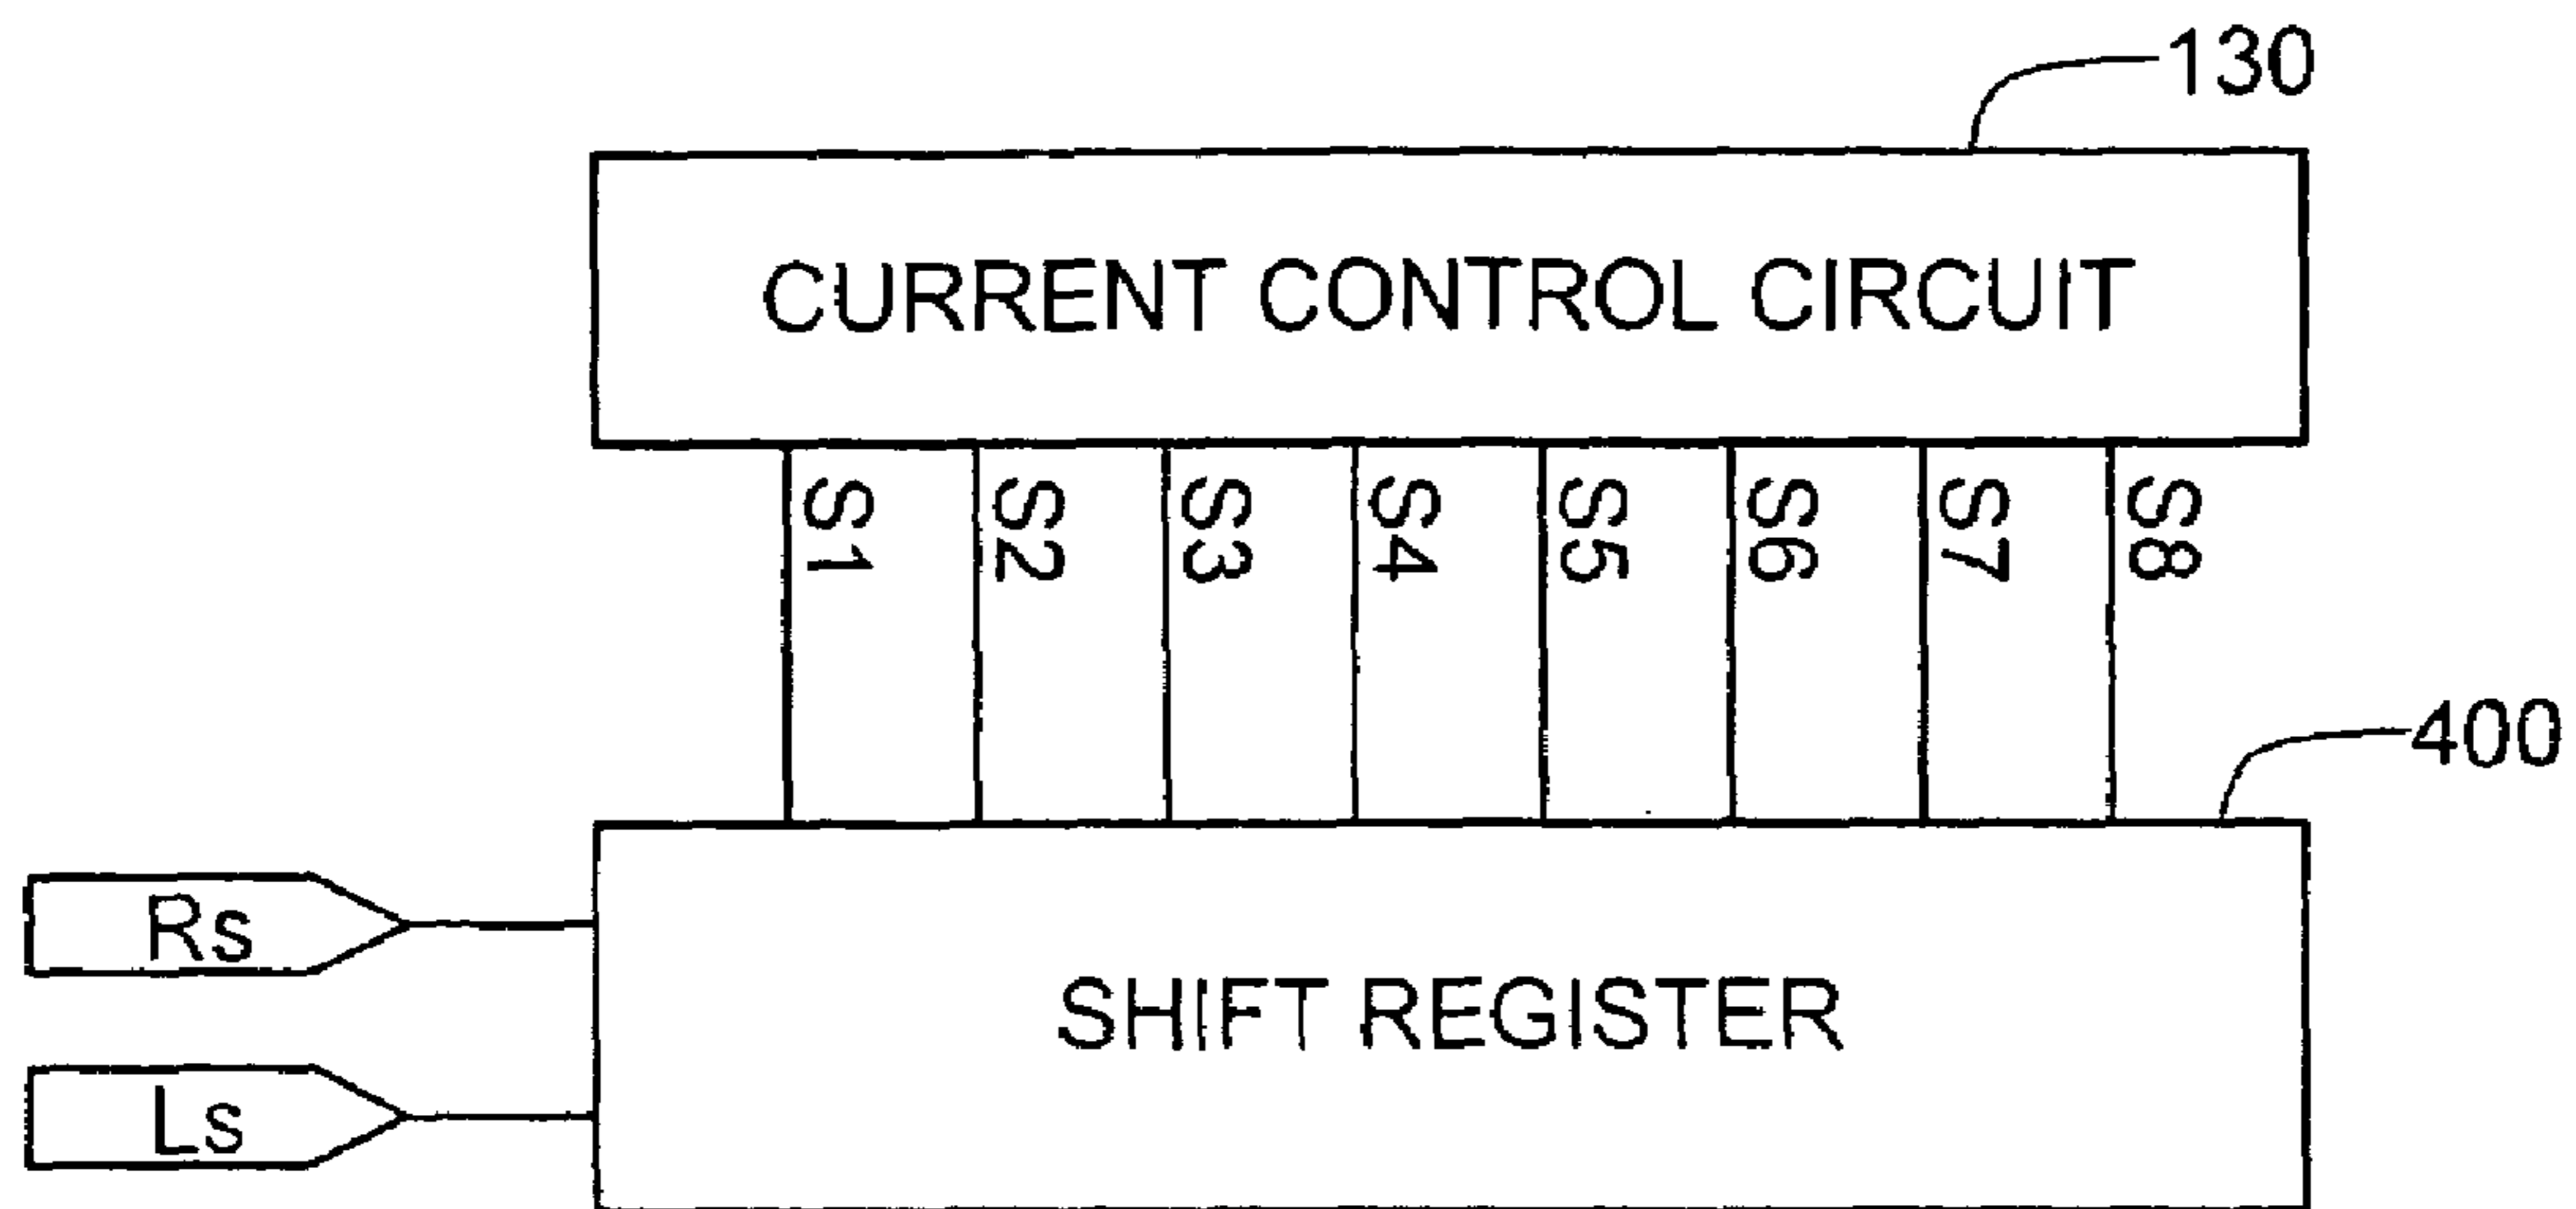 130
CURRENT CONTROL CIRCUIT
S1
S2
S3
S4
S5
S6
S7
S8
400
Rs
SHIFT REGISTER
Ls